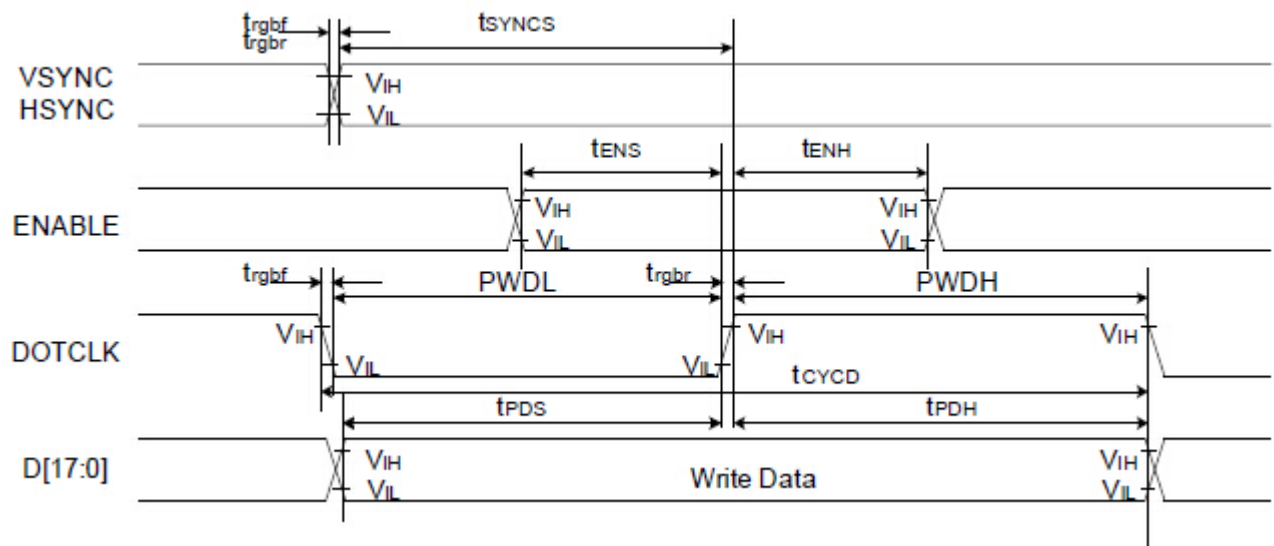 trgbf tSYNCS
trgbr
VSYNC VIH
HSYNC VIL
tENS tENH
VIH VIH
ENABLE
VIL VIL
trgbf PWDL trgbr PWDH
VIH VIH VIH
DOTCLK
VIL VIL
tCYCD
tPDS tPDH
VIH VIH
D[17:0] Write Data
VIL VIL